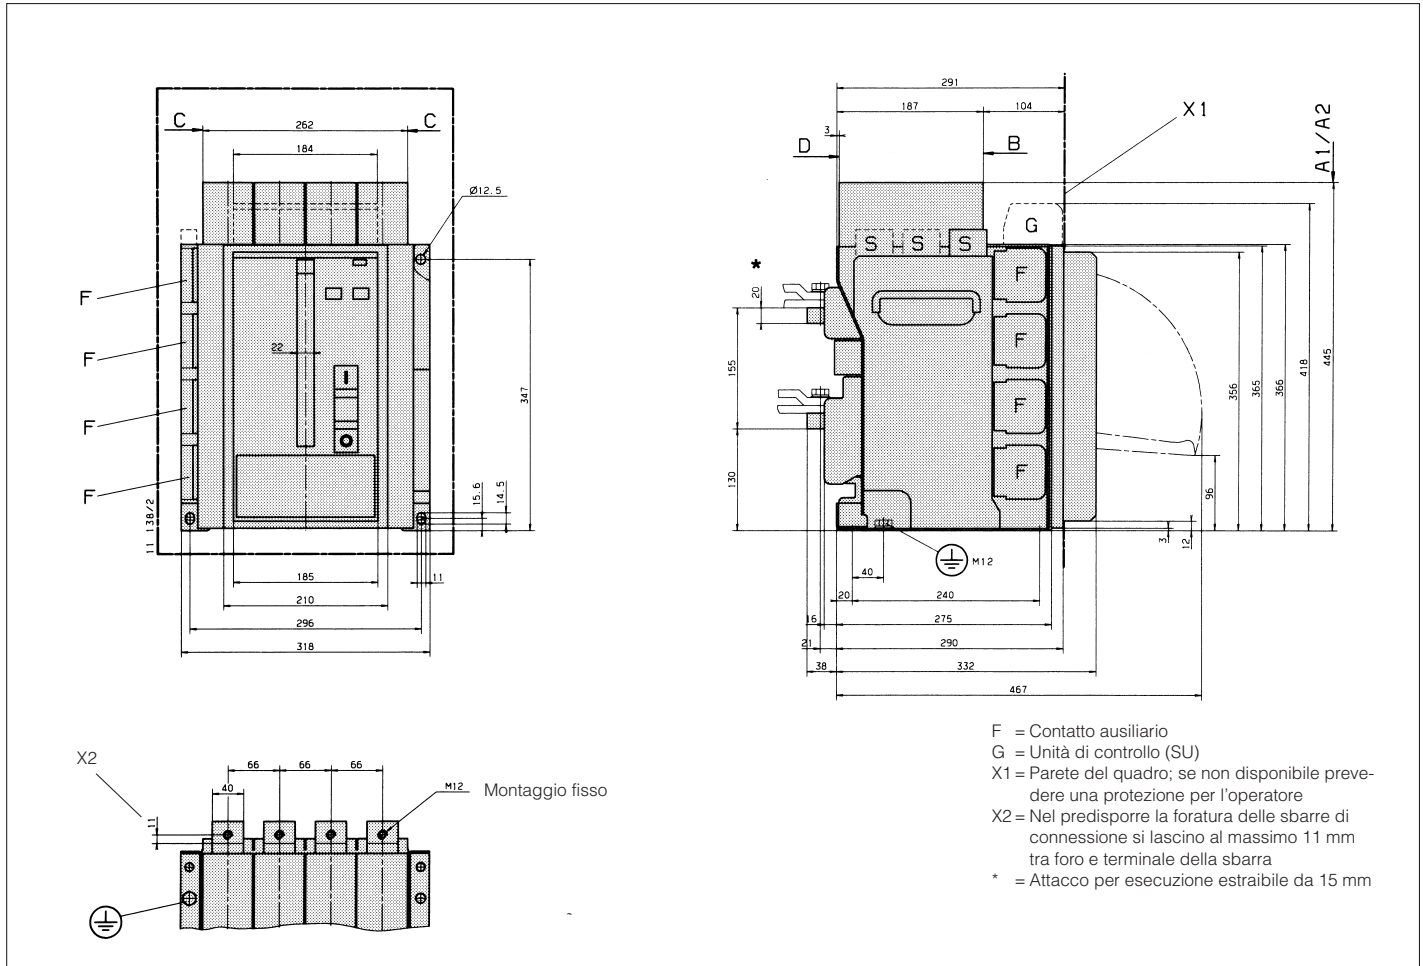 C
262
C
184
Ø12.5
F
F
F
F
22
347
15.6
14.5
11 138/2
185
11
210
296
318
291
187
104
X1
3
D
B
A1/A2
G
S S S
*
20
F
F
F
F
155
130
356
365
366
418
445
96
3
12
M12
40
20
240
16
275
21
290
38
332
467
X2
66
66
66
40
M12
Montaggio fisso
11
F = Contatto ausiliario
G = Unità di controllo (SU)
X1 = Parete del quadro; se non disponibile preve-
dere una protezione per l'operatore
X2 = Nel predisporre la foratura delle sbarre di
connessione si lascino al massimo 11 mm
tra foro e terminale della sbarra
* = Attacco per esecuzione estraibile da 15 mm